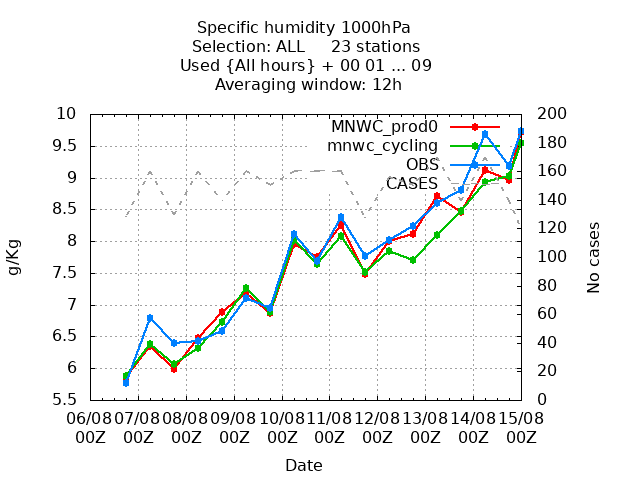 Specific humidity 1000hPa
Selection: ALL 23 stations
Used {All hours} + 00 01 ... 09
Averaging window: 12h
MNWC_prod0
mnwc_cycling
OBS
CASES
10
9.5
9
8.5
8
7.5
7
6.5
6
5.5
g/Kg
200
180
160
140
120
100
80
60
40
20
0
No cases
06/08 07/08 08/08 09/08 10/08 11/08 12/08 13/08 14/08 15/08
00Z 00Z 00Z 00Z 00Z 00Z 00Z 00Z 00Z 00Z
Date